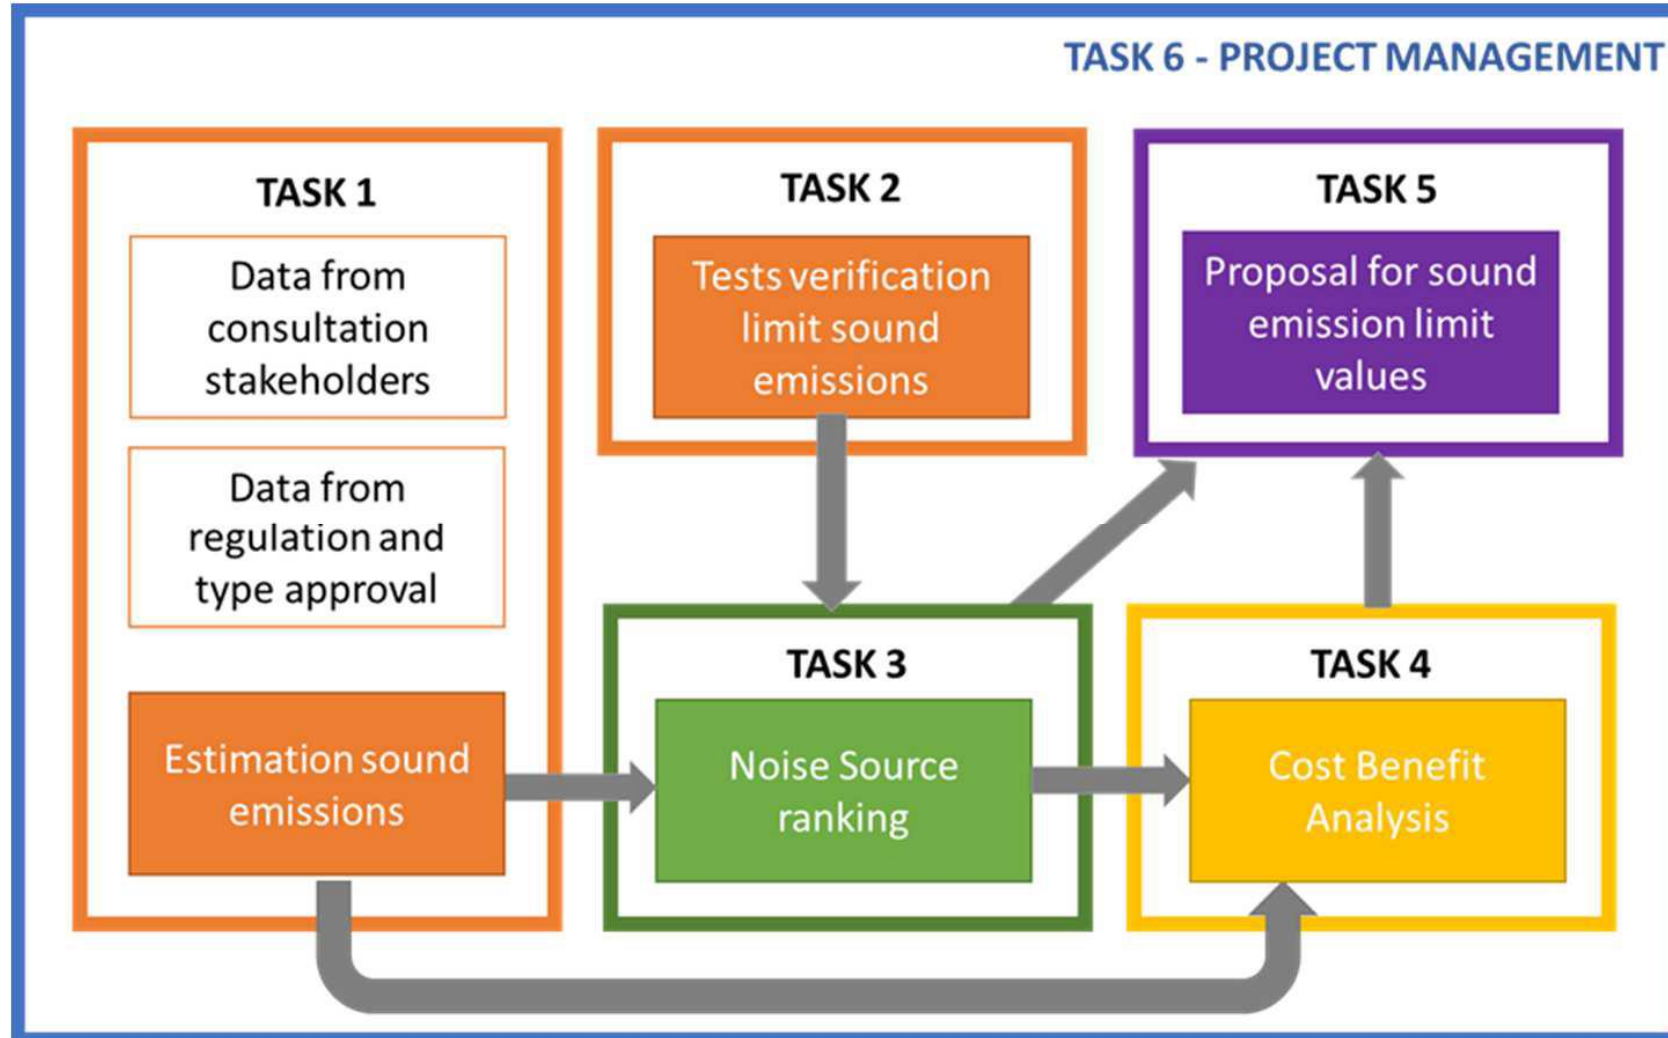 TASK 6 - PROJECT MANAGEMENT
TASK 1
Data from
consultation
stakeholders
Data from
regulation and
type approval
Estimation sound
emissions
TASK 2
Tests verification
limit sound
emissions
TASK 3
Noise Source
ranking
TASK 5
Proposal for sound
emission limit
values
TASK 4
Cost Benefit
Analysis